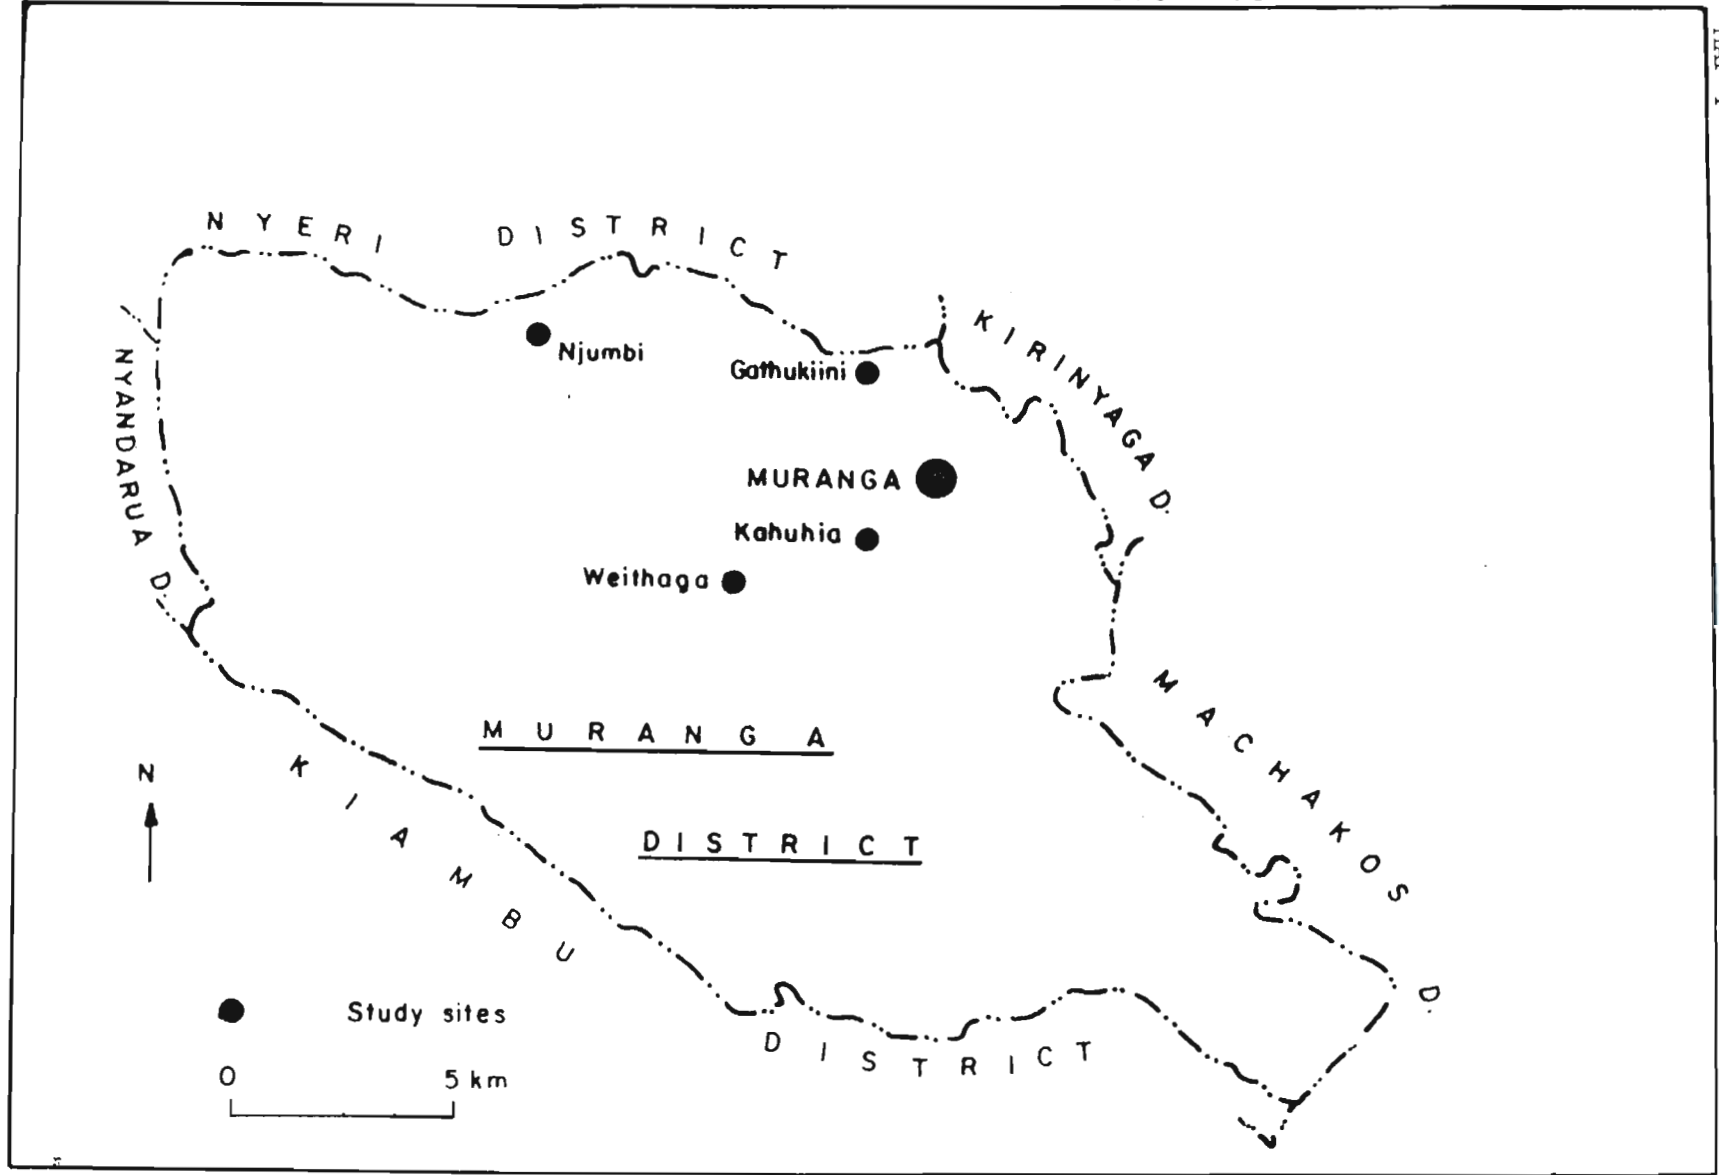 NYERI DISTRICT
KIRINYAGA D.
NYANDARUA D.
Njumbi
Gathukiini
MURANGA
Kahuhia
Weithaga
MACHAKOS D.
MURANGA
DISTRICT
N
KIAMBU DISTRICT
Study sites
0 5 km